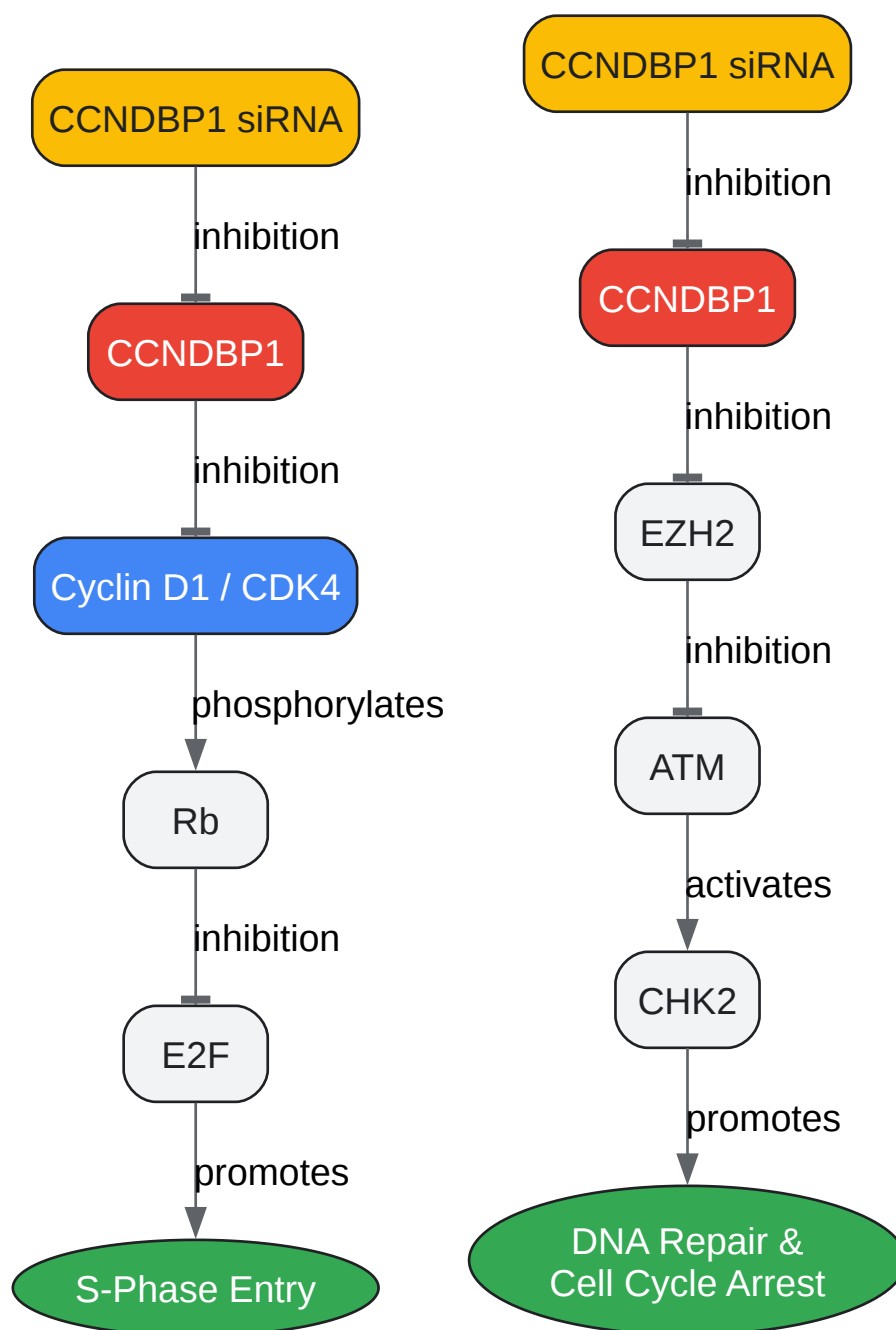 CCNDBP1 siRNA
inhibition
CCNDBP1
inhibition
Cyclin D1 / CDK4
phosphorylates
Rb
inhibition
E2F
promotes
S-Phase Entry
CCNDBP1 siRNA
inhibition
CCNDBP1
inhibition
EZH2
inhibition
ATM
activates
CHK2
promotes
DNA Repair &
Cell Cycle Arrest